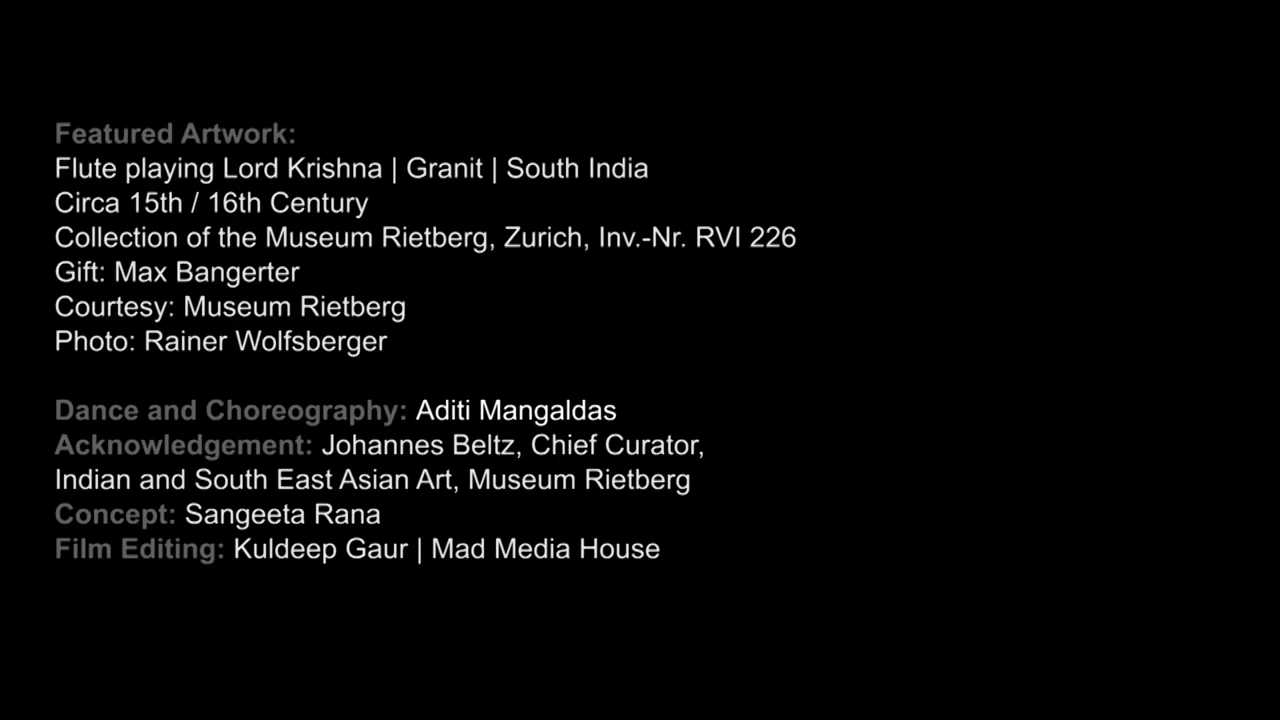 Featured Artwork:
Flute playing Lord Krishna | Granit | South India
Circa 15th / 16th Century
Collection of the Museum Rietberg, Zurich, Inv.-Nr. RVI 226
Gift: Max Bangerter
Courtesy: Museum Rietberg
Photo: Rainer Wolfsberger
Dance and Choreography: Aditi Mangaldas
Acknowledgement: Johannes Beltz, Chief Curator,
Indian and South East Asian Art, Museum Rietberg
Concept: Sangeeta Rana
Film Editing: Kuldeep Gaur | Mad Media House